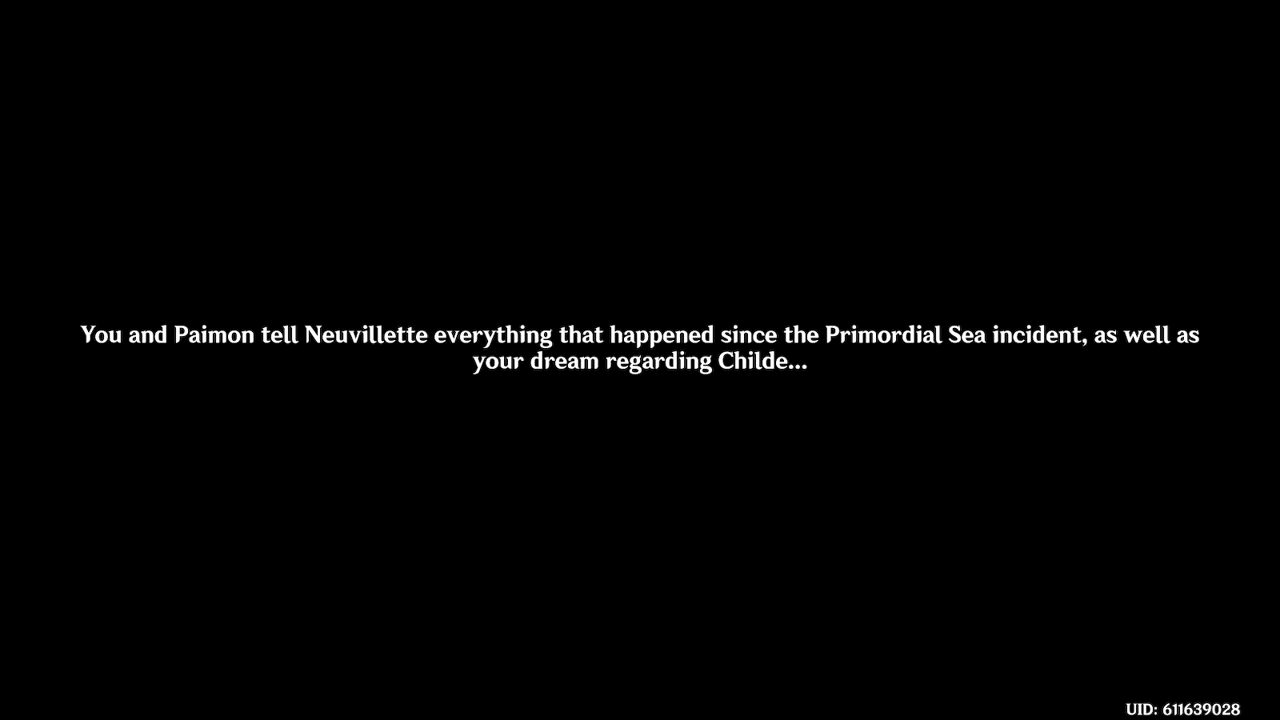 You and Paimon tell Neuvillette everything that happened since the Primordial Sea incident, as well as
your dream regarding Childe...
UID: 611639028